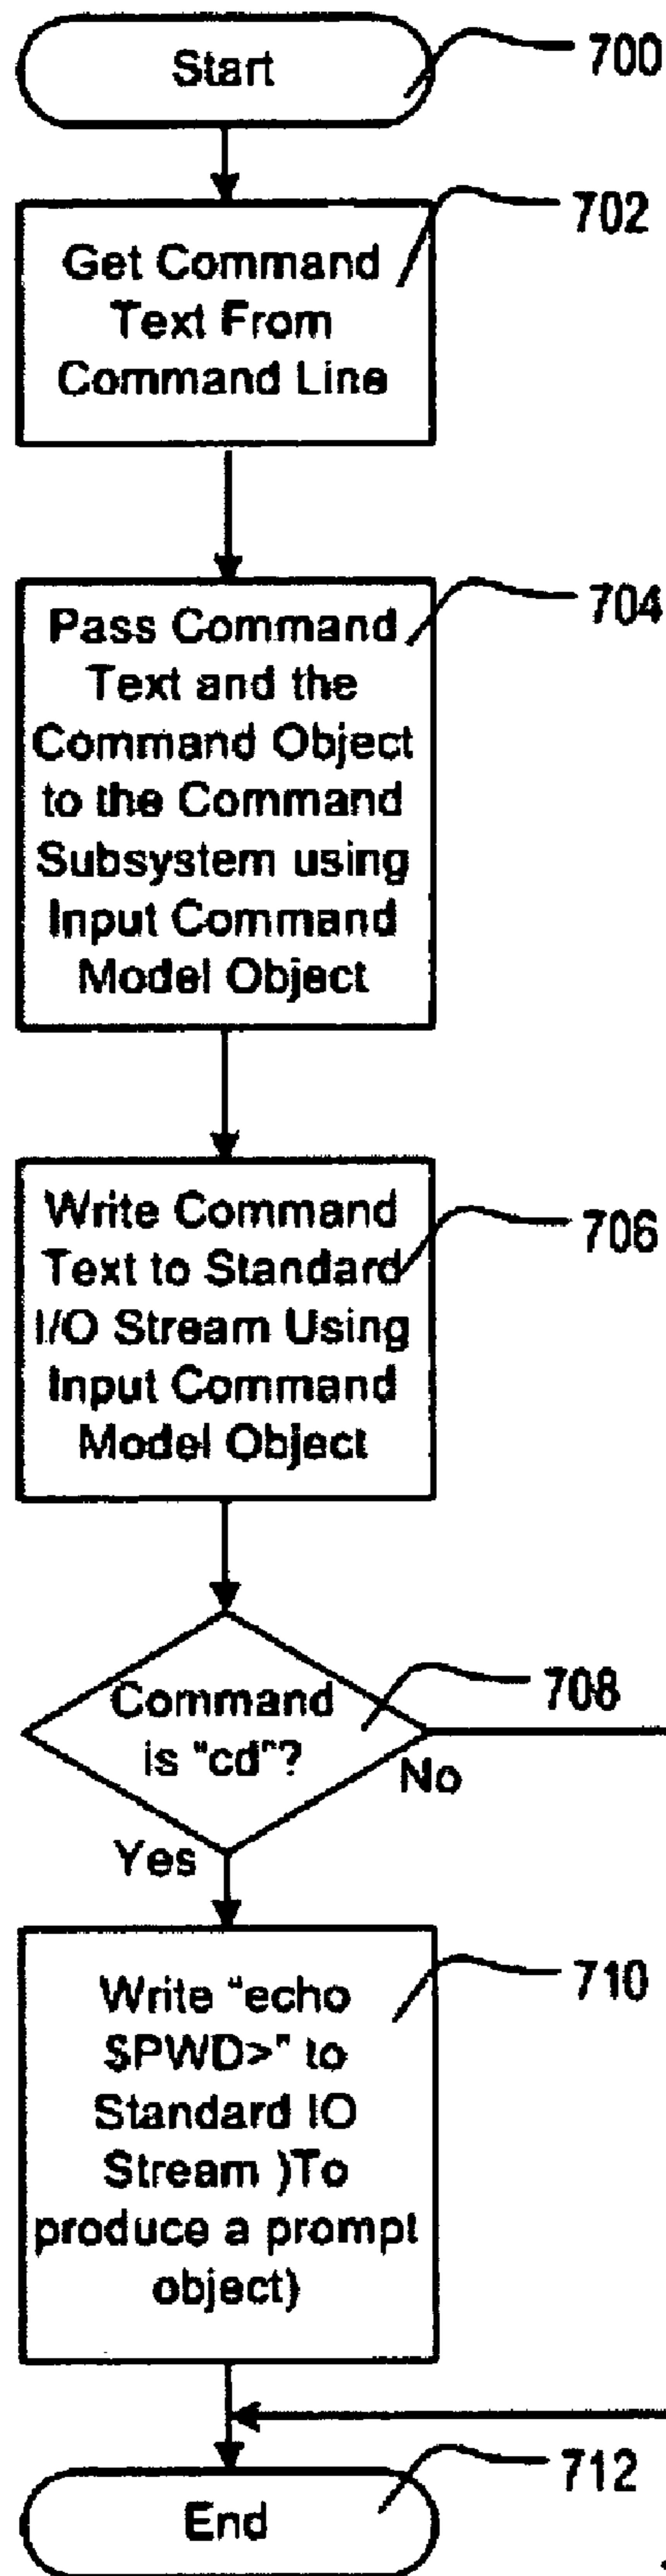 Start
700
702
Get Command
Text From
Command Line
704
Pass Command
Text and the
Command Object
to the Command
Subsystem using
Input Command
Model Object
706
Write Command
Text to Standard
I/O Stream Using
Input Command
Model Object
708
Command
is "cd"?
No
Yes
710
Write “echo
$PWD>” to
Standard IO
Stream )To
produce a prompt
object)
712
End